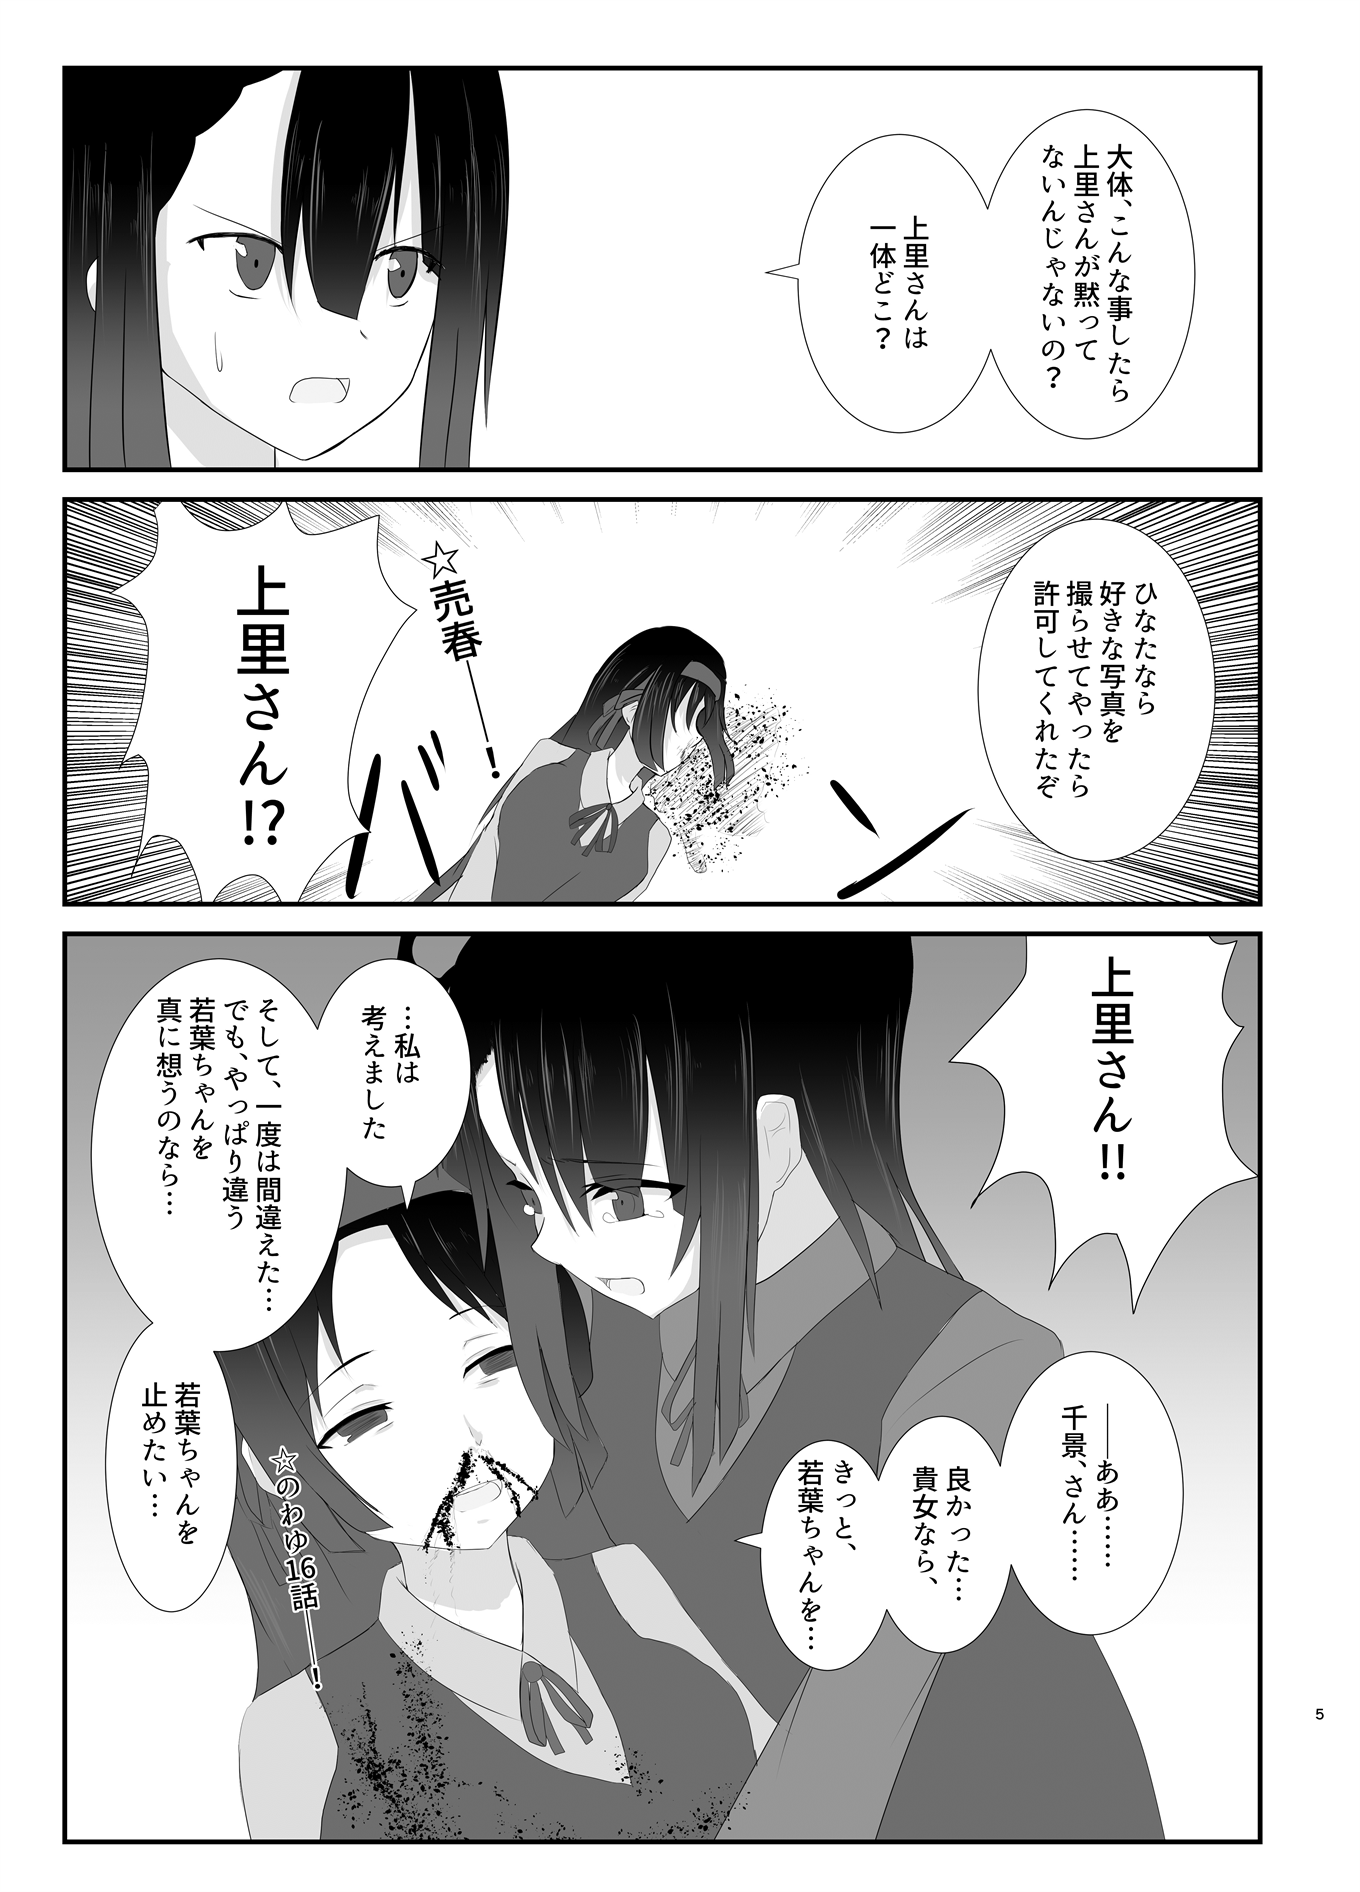 大体、こんな事したら
上里さんが黙って
ないんじゃないの？
上里さんは
一体どこ？
ひなたなら
好きな写真を
撮らせてやったら
許可してくれたぞ
バンッ
☆売春――！
上里さん!?
上里さん!!
――ああ……
千景、さん……
良かった…
貴女なら、
きっと、
若葉ちゃんを…
…私は
考えました
そして、一度は間違えた…
でも、やっぱり違う
若葉ちゃんを
真に想うのなら…
若葉ちゃんを
止めたい…
☆のわゆ16話――！
5